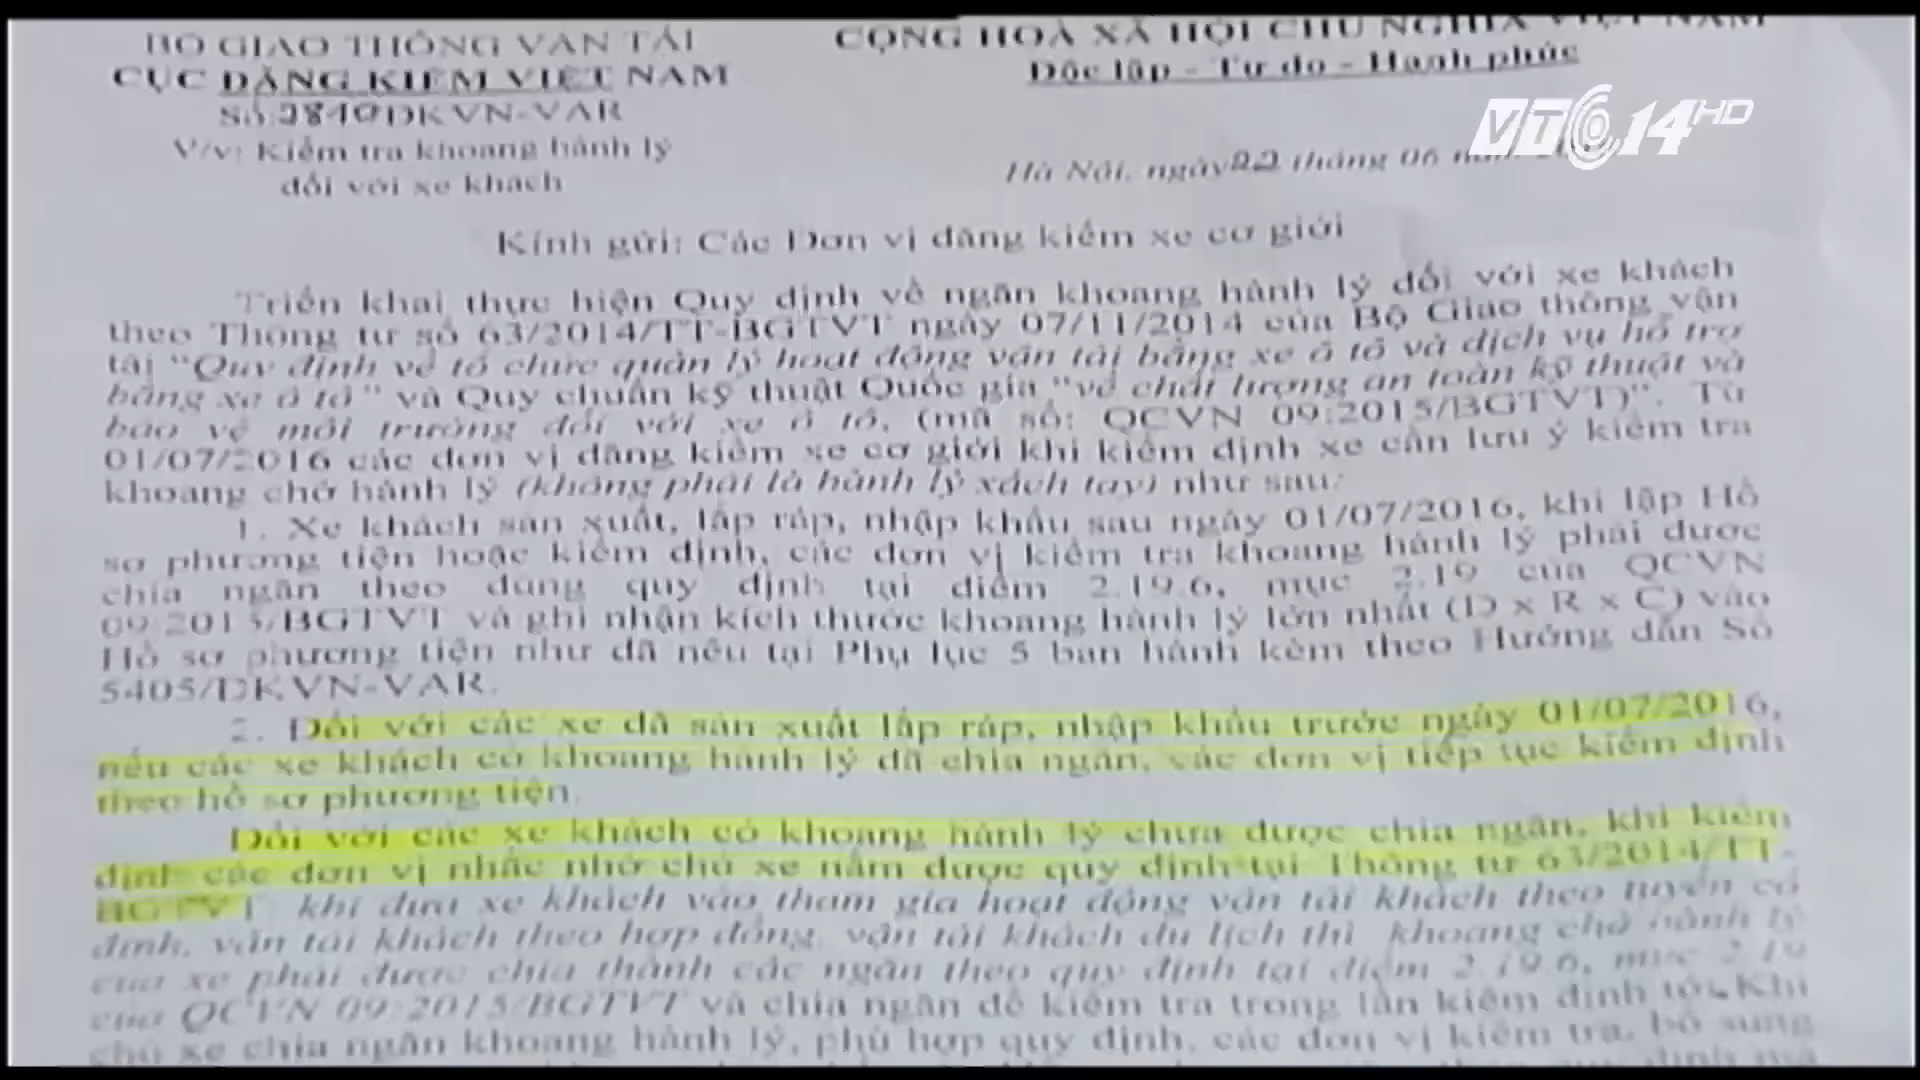 BỘ GIAO THÔNG VẬN TẢI
CỤC ĐĂNG KIỂM VIỆT NAM
CỘNG HOÀ XÃ HỘI CHỦ NGHĨA VIỆT NAM
Độc lập - Tự do - Hạnh phúc
Số: 2840/ĐKVN-VAR
V/v: Kiểm tra khoang hành lý
đối với xe khách
VTC14 HD
Hà Nội, ngày 22 tháng 06
Kính gửi: Các Đơn vị đăng kiểm xe cơ giới
Triển khai thực hiện Quy định về ngăn khoang hành lý đối với xe khách
theo Thông tư số 63/2014/TT-BGTVT ngày 07/11/2014 của Bộ Giao thông vận
tải "Quy định về tổ chức quản lý hoạt động vận tải bằng xe ô tô và dịch vụ hỗ trợ
bằng xe ô tô" và Quy chuẩn kỹ thuật Quốc gia "về chất lượng an toàn kỹ thuật và
bảo vệ môi trường đối với xe ô tô, (mã số: QCVN 09:2015/BGTVT)". Từ
01/07/2016 các đơn vị đăng kiểm xe cơ giới khi kiểm định xe cần lưu ý kiểm tra
khoang chở hành lý (không phải là hành lý xách tay) như sau:
1. Xe khách sản xuất, lắp ráp, nhập khẩu sau ngày 01/07/2016, khi lập Hồ
sơ phương tiện hoặc kiểm định, các đơn vị kiểm tra khoang hành lý phải được
chia ngăn theo đúng quy định tại điểm 2.19.6, mục 2.19 của QCVN
09:2015/BGTVT và ghi nhận kích thước khoang hành lý lớn nhất (D x R x C) vào
Hồ sơ phương tiện như đã nêu tại Phụ lục 5 ban hành kèm theo Hướng dẫn Số
5405/ĐKVN-VAR.
2. Đối với các xe đã sản xuất lắp ráp, nhập khẩu trước ngày 01/07/2016,
nếu các xe khách có khoang hành lý đã chia ngăn, các đơn vị tiếp tục kiểm định
theo hồ sơ phương tiện.
Đối với các xe khách có khoang hành lý chưa được chia ngăn, khi kiểm
định các đơn vị nhắc nhở chủ xe nắm được quy định tại Thông tư 63/2014/TT-
BGTVT: khi đưa xe khách vào tham gia hoạt động vận tải khách theo tuyến cố
định, vận tải khách theo hợp đồng, vận tải khách du lịch thì khoang chở hành lý
của xe phải được chia thành các ngăn theo quy định tại điểm 2.19.6, mục 2.19
của QCVN 09:2015/BGTVT và chia ngăn để kiểm tra trong lần kiểm định tới. Khi
chủ xe chia ngăn khoang hành lý, phù hợp quy định, các đơn vị kiểm tra, bổ sung